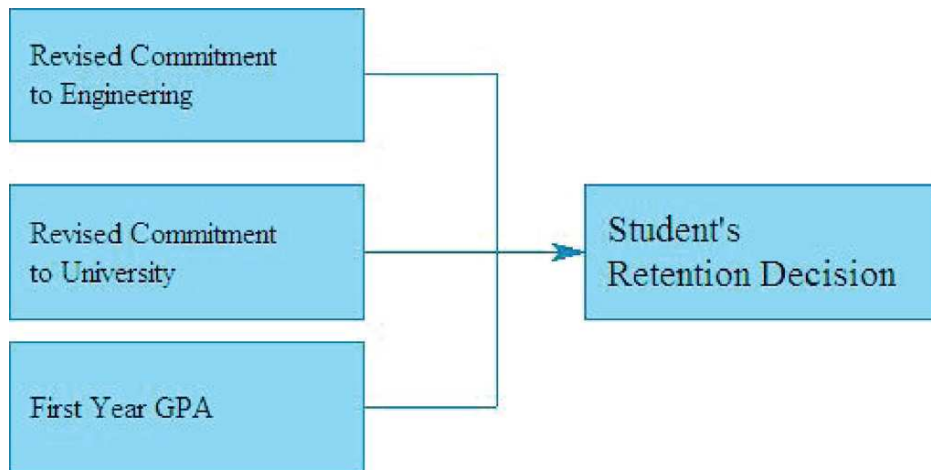 Revised Commitment
to Engineering
Revised Commitment
to University
First Year GPA
Student's
Retention Decision